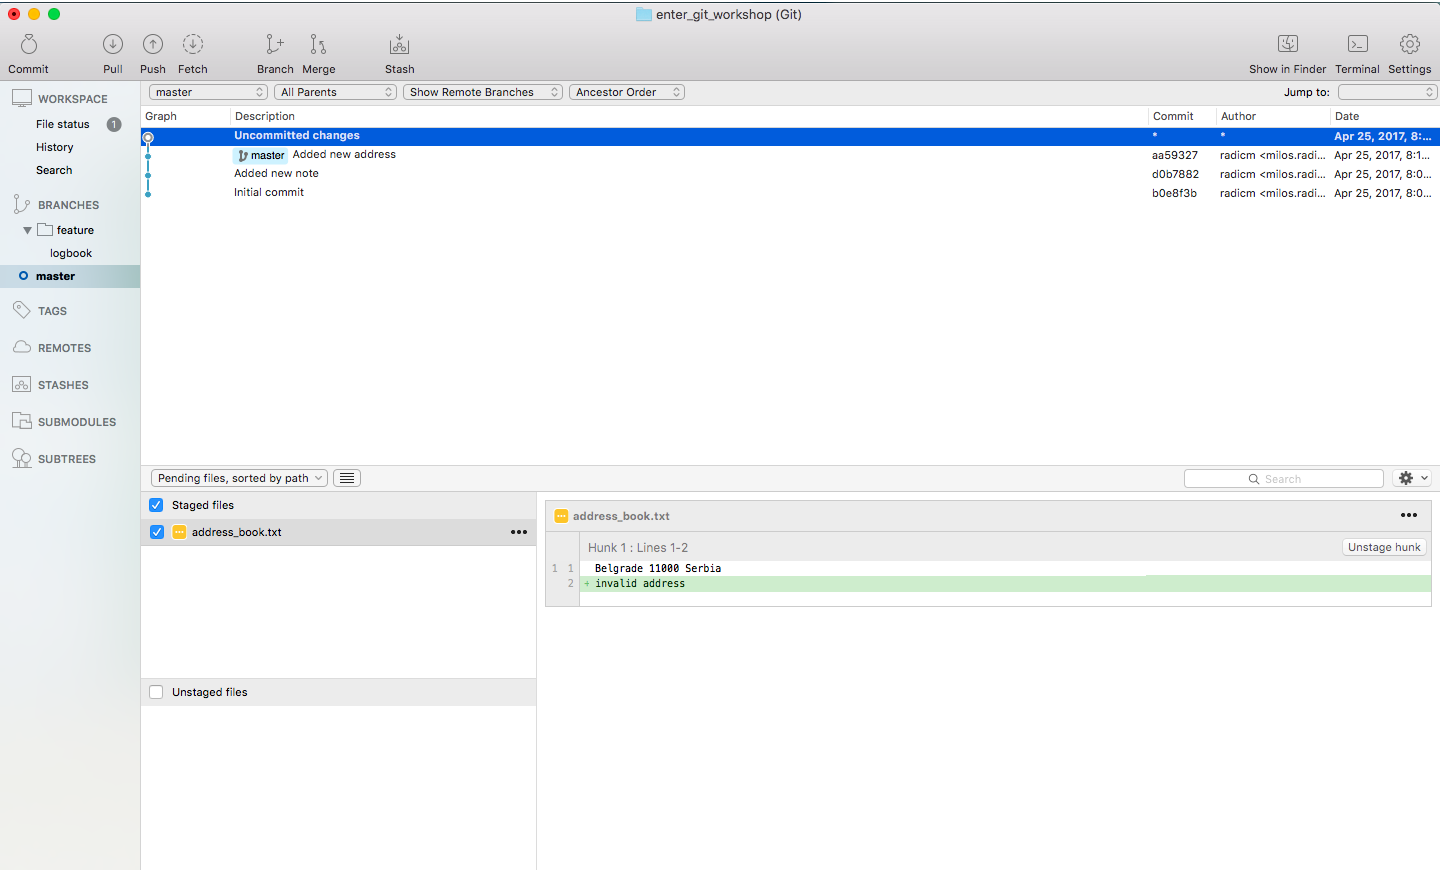 enter_git_workshop (Git)
Commit Pull Push Fetch Branch Merge Stash Show in Finder Terminal Settings
WORKSPACE
File status 1
History
Search
BRANCHES
feature
logbook
master
TAGS
REMOTES
STASHES
SUBMODULES
SUBTREES
master All Parents Show Remote Branches Ancestor Order Jump to:
Graph Description Commit Author Date
Uncommitted changes * * Apr 25, 2017, 8:...
master Added new address aa59327 radicm <milos.radi... Apr 25, 2017, 8:1...
Added new note d0b7882 radicm <milos.radi... Apr 25, 2017, 8:0...
Initial commit b0e8f3b radicm <milos.radi... Apr 25, 2017, 8:0...
Pending files, sorted by path Search
Staged files
address_book.txt
Unstaged files
address_book.txt
Hunk 1 : Lines 1-2 Unstage hunk
1 1 Belgrade 11000 Serbia
2 + invalid address